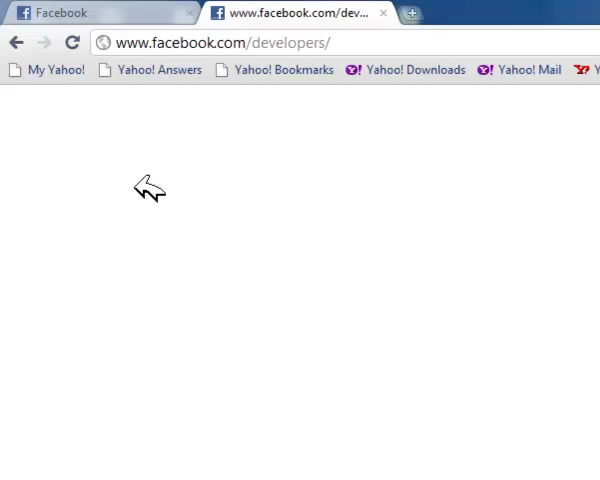 Facebook
www.facebook.com/dev...
www.facebook.com/developers/
My Yahoo! Yahoo! Answers Yahoo! Bookmarks Yahoo! Downloads Yahoo! Mail Y